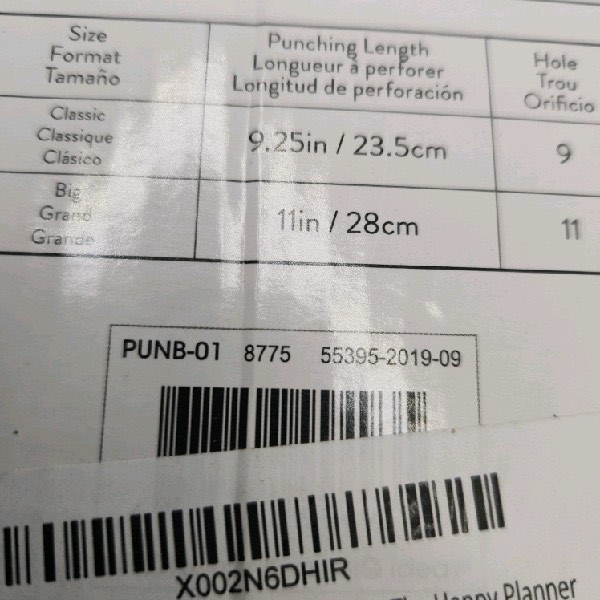 Size
Format
Tamaño
Punching Length
Longueur à perforer
Longitud de perforación
Hole
Trou
Orificio
Classic
Classique
Clásico
9.25in / 23.5cm
9
Big
Grand
Grande
11in / 28cm
11
PUNB-01 8775 55395-2019-09
X002N6DHIR
Happy Planner